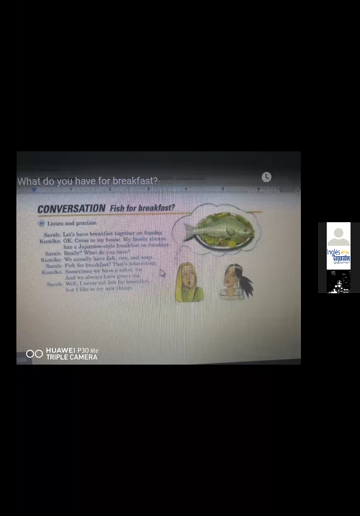 What do you have for breakfast?
CONVERSATION Fish for breakfast?
Listen and practice.
Sarah: Let's have breakfast together on Sunday.
Kumiko: OK. Come to my house. My family always
has a Japanese-style breakfast on Sundays.
Sarah: Really? What do you have?
Kumiko: We usually have fish, rice, and soup.
Sarah: Fish for breakfast? That's interesting.
Kumiko: Sometimes we have a salad, too.
And we always have green tea.
Sarah: Well, I never eat fish for breakfast,
but I like to try new things.
HUAWEI P30 lite
TRIPLE CAMERA
Inglés
Corporativo